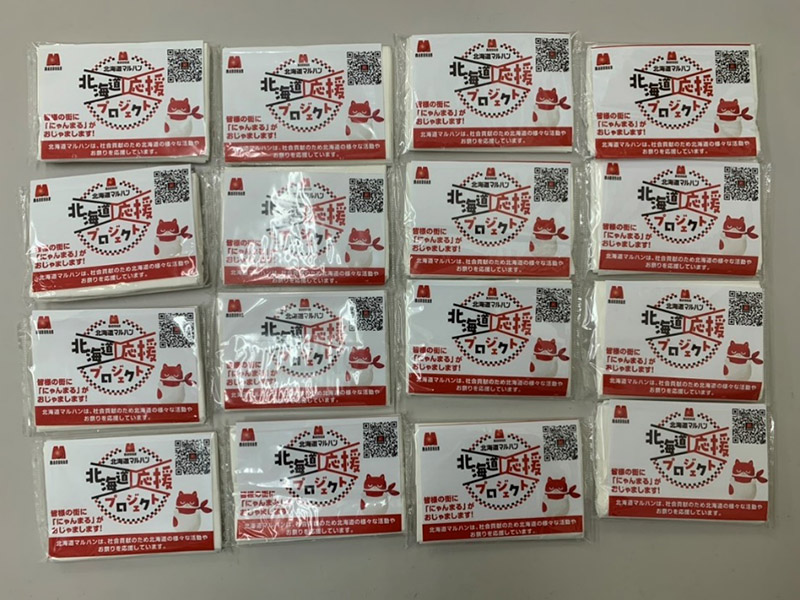 MARUHAN
北海道マルハン
北海道応援
プロジェクト
皆様の街に
「にゃんまる」が
おじゃまします!
北海道マルハンは、社会貢献のため北海道の様々な活動や
お祭りを応援しています。